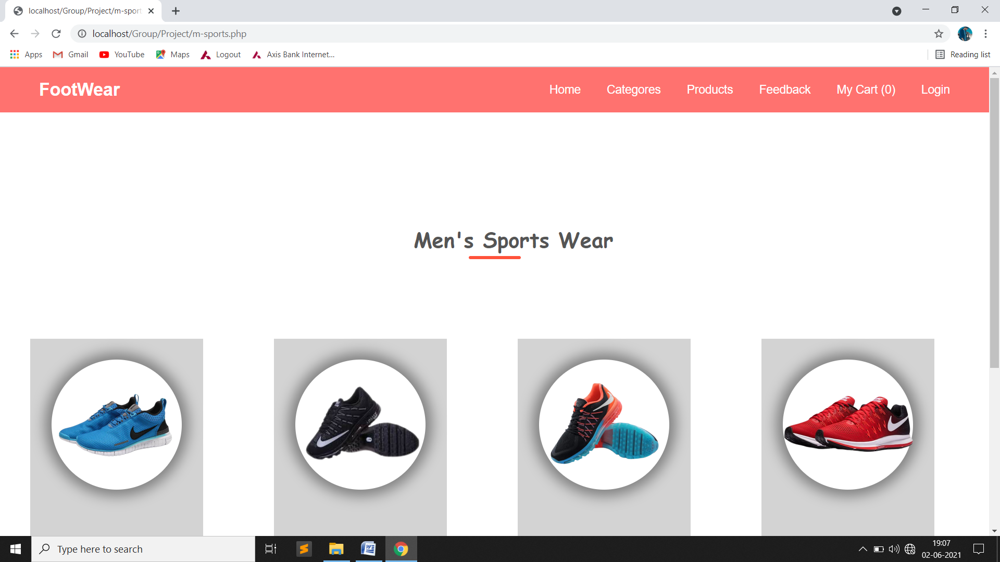 localhost/Group/Project/m-sport
localhost/Group/Project/m-sports.php
Apps Gmail YouTube Maps Logout Axis Bank Internet... Reading list
FootWear Home Categores Products Feedback My Cart (0) Login
Men's Sports Wear
Type here to search
19:07
02-06-2021